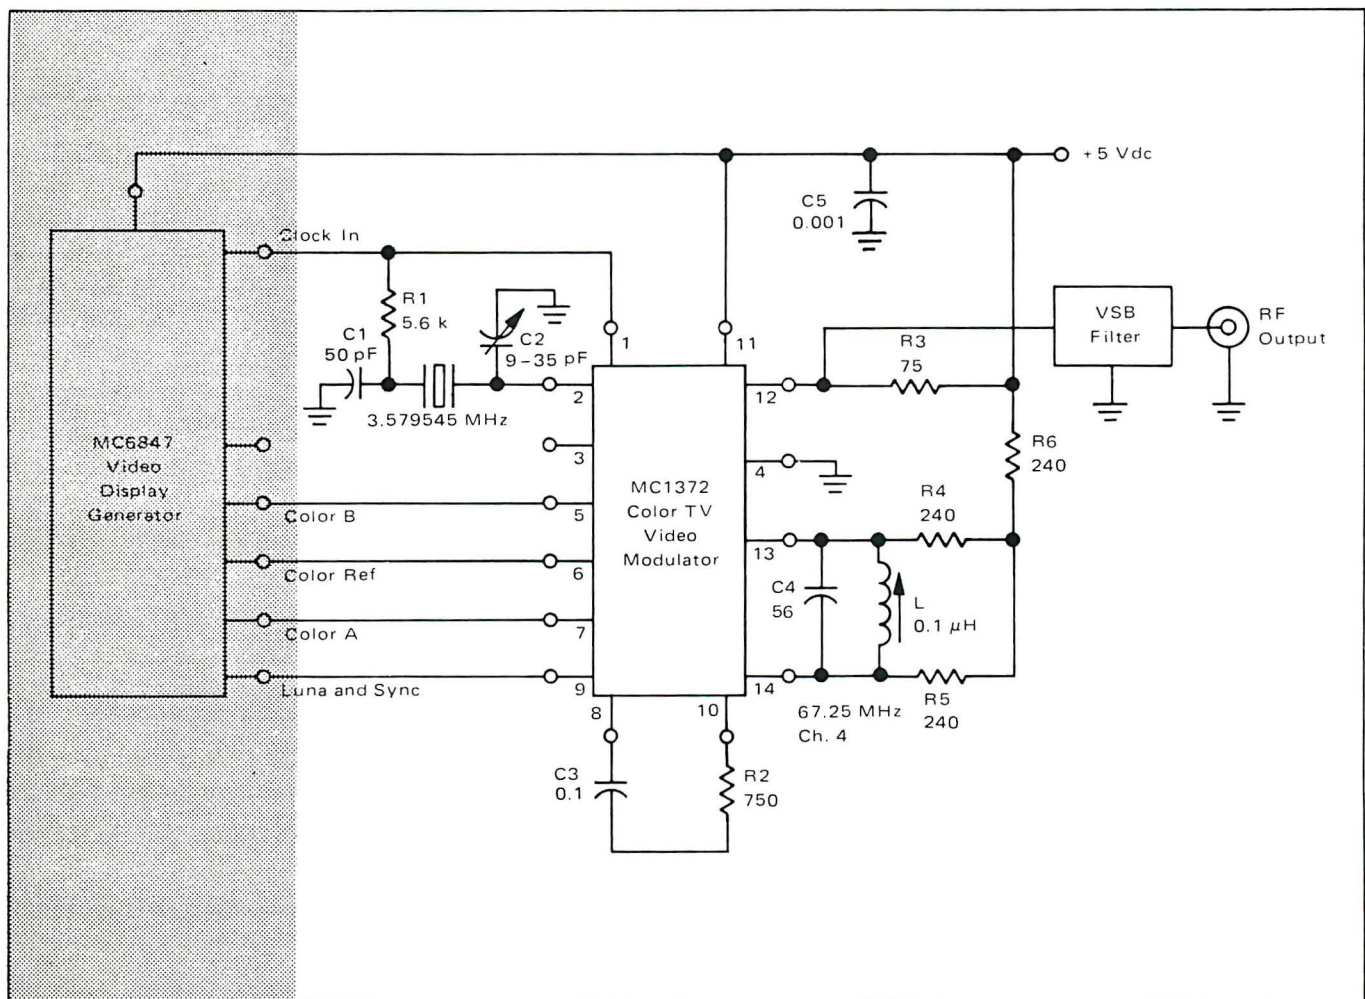 +5 Vdc
C5
0.001
Clock In
R1
5.6 k
C1
50 pF
C2
9-35 pF
3.579545 MHz
1
11
2
3
5
6
7
9
8
10
12
4
13
14
MC6847
Video
Display
Generator
Color B
Color Ref
Color A
Luna and Sync
MC1372
Color TV
Video
Modulator
R3
75
VSB
Filter
RF
Output
R6
240
R4
240
C4
56
L
0.1 μH
R5
240
67.25 MHz
Ch. 4
C3
0.1
R2
750